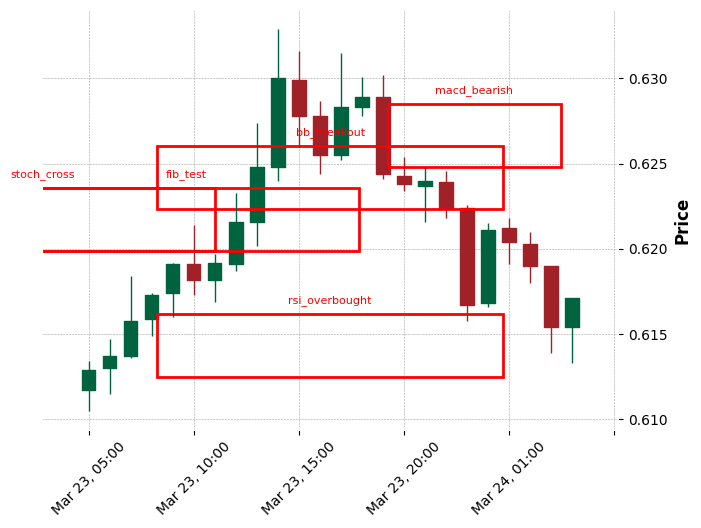 0.630
macd_bearish
bb_breakout
0.625
stoch_cross
fib_test
0.620
Price
rsi_overbought
0.615
0.610
Mar 23, 05:00
Mar 23, 10:00
Mar 23, 15:00
Mar 23, 20:00
Mar 24, 01:00